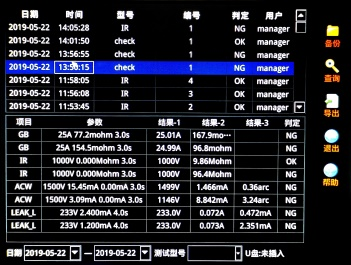 日期 时间 型号 编号 判定 用户
2019-05-22 14:05:28 IR 1 NG manager
2019-05-22 14:01:50 check 1 OK manager
2019-05-22 13:56:55 check 1 NG manager
2019-05-22 13:56:15 check 1 NG manager
2019-05-22 11:58:05 IR 4 OK manager
2019-05-22 11:56:08 IR 3 OK manager
2019-05-22 11:53:45 IR 2 OK manager
备份
查询
导出
退出
帮助
项目 参数 结果-1 结果-2 结果-3 判定
GB 25A 77.2mohm 3.0s 25.01A 167.9mo··· NG
GB 25A 154.5mohm 3.0s 24.99A 96.8mohm NG
IR 1000V 0.000Mohm 3.0s 1000V 9.86Mohm OK
IR 1000V 0.000Mohm 3.0s 1000V 96.4Mohm NG
ACW 1500V 15.45mA 0.00mA 3.0s 1499V 1.466mA 0.36arc NG
ACW 1150V 3.09mA 0.00mA 3.0s 1146V 8.842mA 3.24arc NG
LEAK_L 233V 2.400mA 4.0s 233.0V 0.072A 0.472mA NG
LEAK_L 233V 1.200mA 4.0s 233.0V 0.073A 2.351mA NG
日期 2019-05-22 — 2019-05-22 测试型号 U盘:未插入